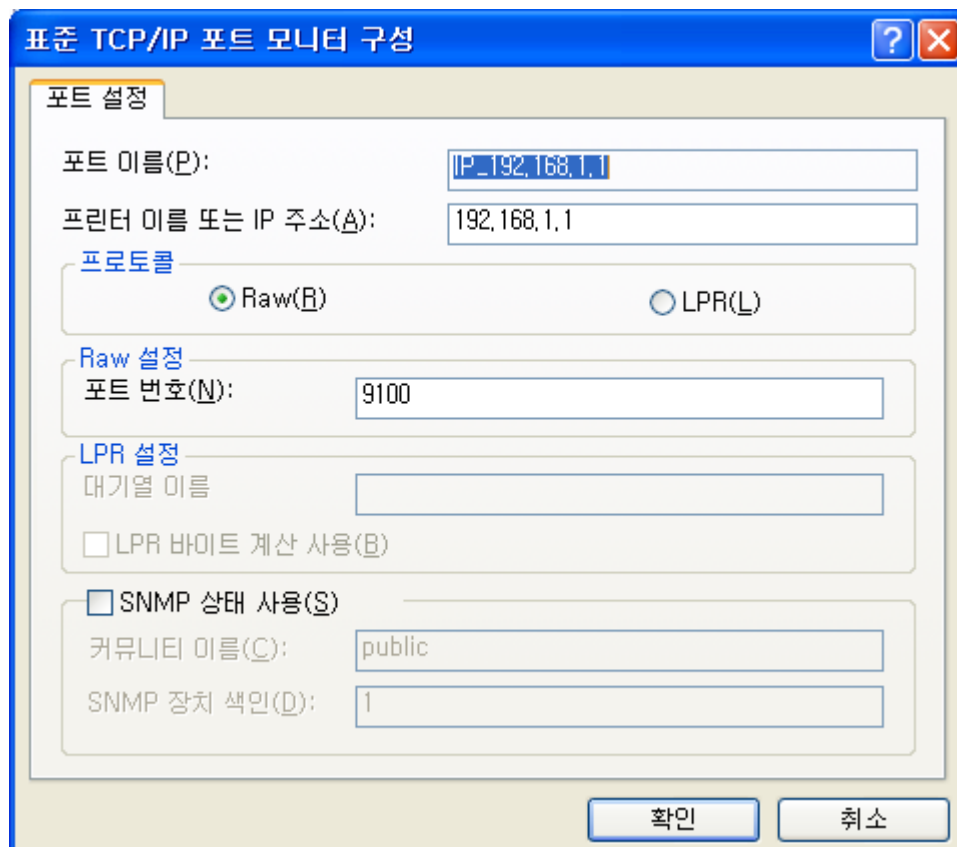 표준 TCP/IP 포트 모니터 구성
포트 설정
포트 이름(P): IP_192,168,1,1
프린터 이름 또는 IP 주소(A): 192,168,1,1
프로토콜
Raw(R) LPR(L)
Raw 설정
포트 번호(N): 9100
LPR 설정
대기열 이름
LPR 바이트 계산 사용(B)
SNMP 상태 사용(S)
커뮤니티 이름(C): public
SNMP 장치 색인(D): 1
확인 취소